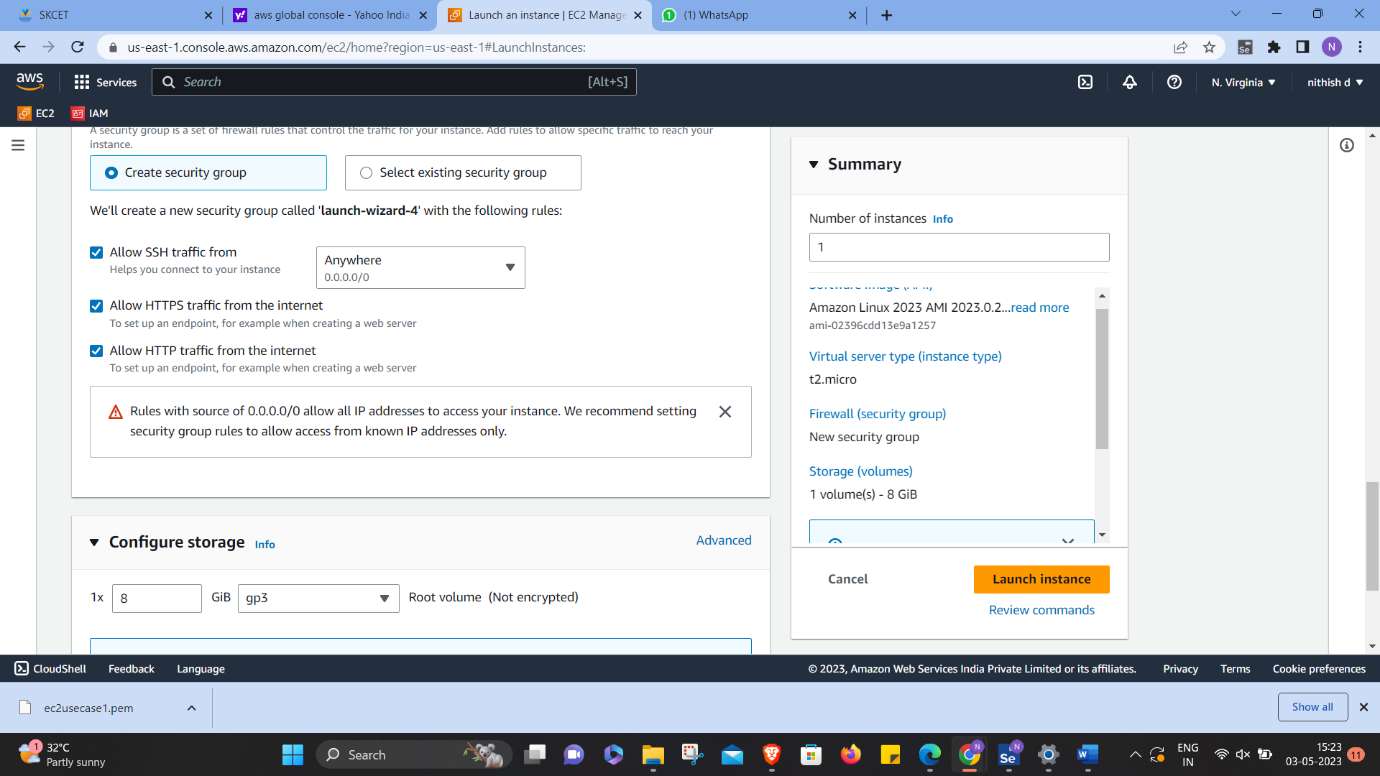 SKCET
aws global console - Yahoo India
Launch an instance | EC2 Manage
(1) WhatsApp
us-east-1.console.aws.amazon.com/ec2/home?region=us-east-1#LaunchInstances:
N
aws
Services
Search
[Alt+S]
N. Virginia
nithish d
EC2
IAM
A security group is a set of firewall rules that control the traffic for your instance. Add rules to allow specific traffic to reach your
instance.
Create security group
Select existing security group
We'll create a new security group called 'launch-wizard-4' with the following rules:
Allow SSH traffic from
Helps you connect to your instance
Anywhere
0.0.0.0/0
Allow HTTPS traffic from the internet
To set up an endpoint, for example when creating a web server
Allow HTTP traffic from the internet
To set up an endpoint, for example when creating a web server
Rules with source of 0.0.0.0/0 allow all IP addresses to access your instance. We recommend setting
security group rules to allow access from known IP addresses only.
Configure storage Info
Advanced
1x 8 GiB gp3 Root volume (Not encrypted)
Summary
Number of instances Info
1
Software Image (AMI)
Amazon Linux 2023 AMI 2023.0.2...read more
ami-02396cdd13e9a1257
Virtual server type (instance type)
t2.micro
Firewall (security group)
New security group
Storage (volumes)
1 volume(s) - 8 GiB
Cancel
Launch instance
Review commands
CloudShell
Feedback
Language
© 2023, Amazon Web Services India Private Limited or its affiliates.
Privacy
Terms
Cookie preferences
ec2usecase1.pem
Show all
1
32°C
Partly sunny
Search
ENG
IN
15:23
03-05-2023
11